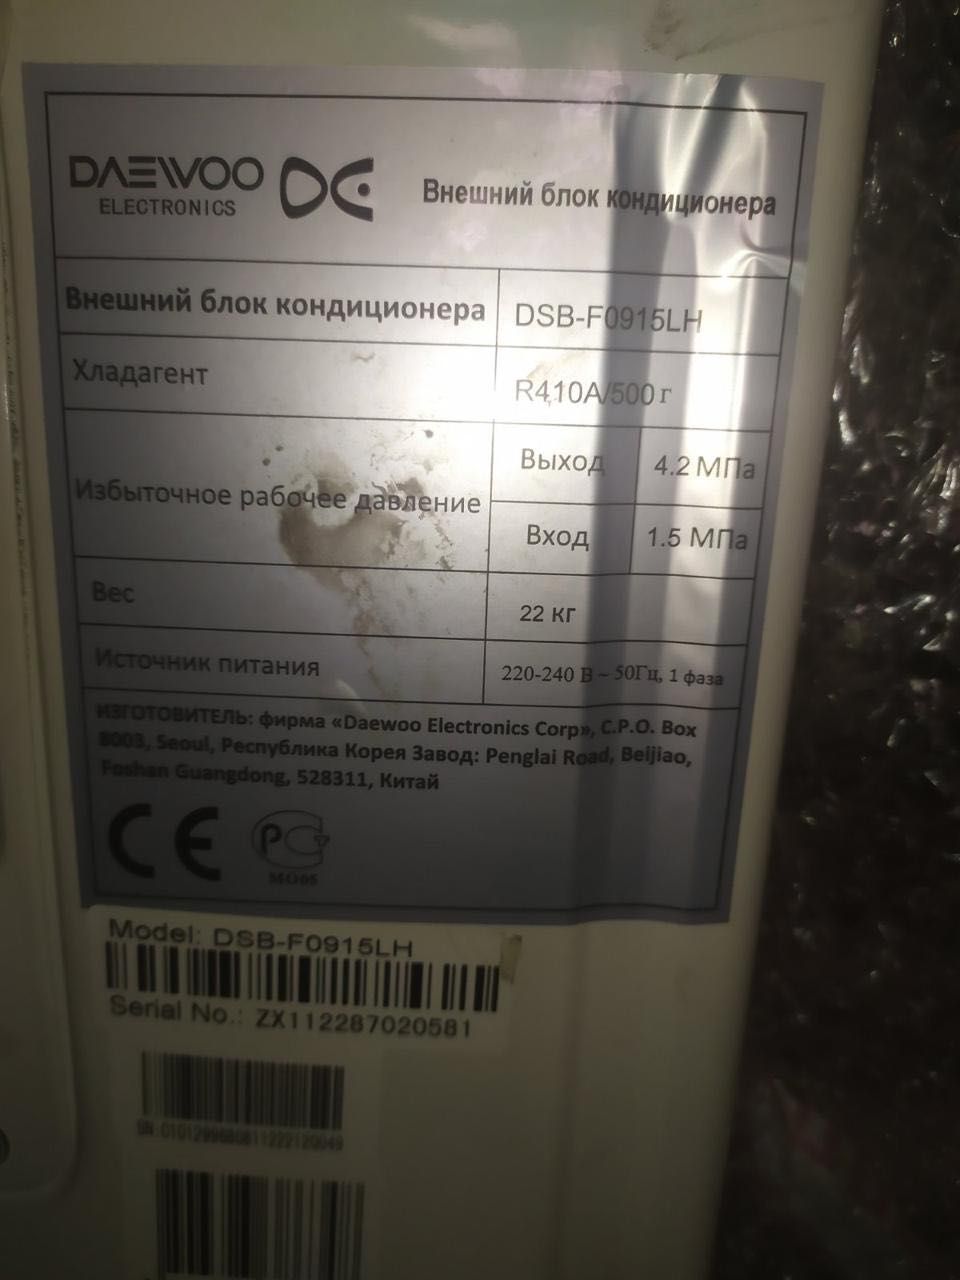 DAEWOO
ELECTRONICS
Внешний блок кондиционера
Внешний блок кондиционера DSB-F0915LH
Хладагент R410A/500 г
Избыточное рабочее давление
Выход 4.2 МПа
Вход 1.5 МПа
Вес 22 кг
Источник питания 220-240 В ~ 50Гц, 1 фаза
ИЗГОТОВИТЕЛЬ: фирма «Daewoo Electronics Corp», C.P.O. Box
8003, Seoul, Республика Корея Завод: Penglai Road, Beijiao,
Foshan Guangdong, 528311, Китай
CE PCT
МО05
Model: DSB-F0915LH
Serial No.: ZX112287020581